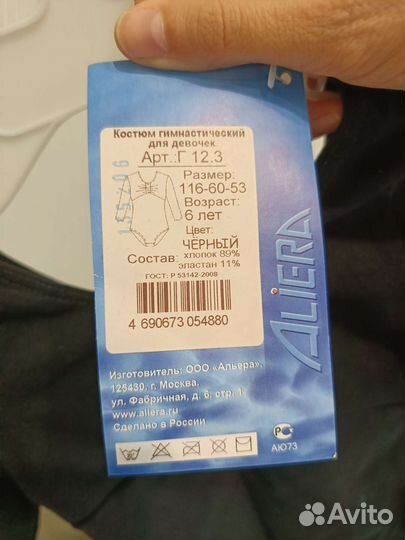 Костюм гимнастический
для девочек
Арт.:Г 12.3
Размер:
116-60-53
Возраст:
6 лет
Цвет:
ЧЕРНЫЙ
Состав: хлопок 89%
эластан 11%
ГОСТ: Р 53142-2008
4 690673 054880
ALIERA
Изготовитель: ООО «Альера»,
125430, г. Москва,
ул. Фабричная, д. 6, стр. 1
www.aliera.ru
Сделано в России
АЮ73
Avito